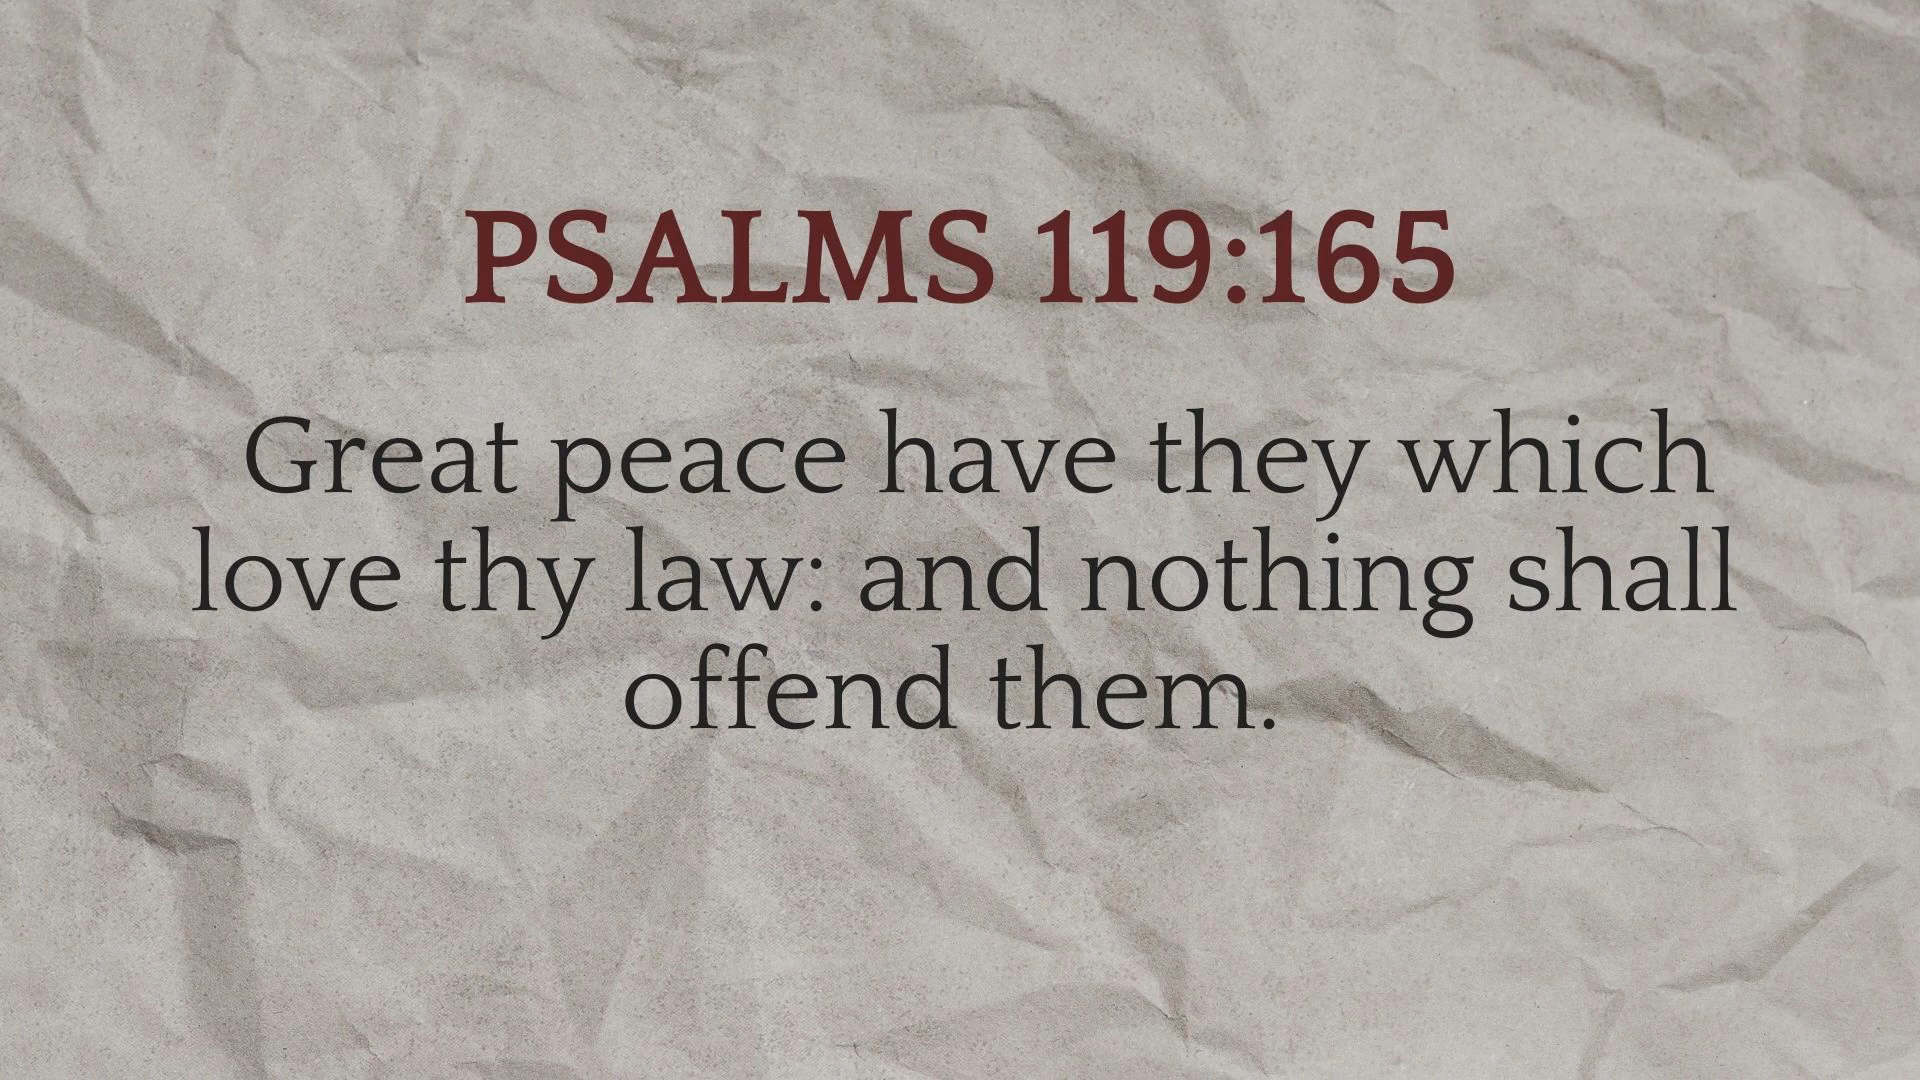 PSALMS 119:165
Great peace have they which
love thy law: and nothing shall
offend them.